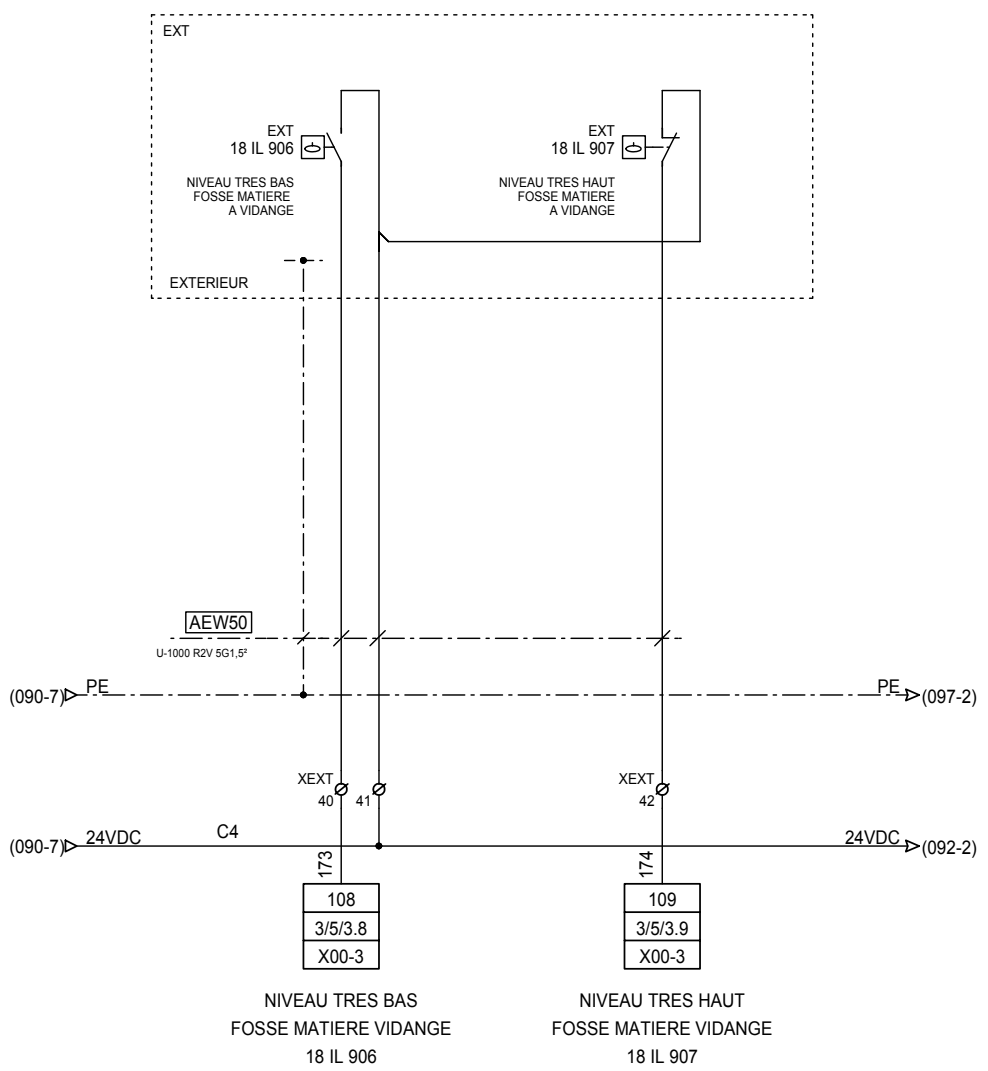 EXT
EXT
18 IL 906
NIVEAU TRES BAS
FOSSE MATIERE
A VIDANGE
EXT
18 IL 907
NIVEAU TRES HAUT
FOSSE MATIERE
A VIDANGE
EXTERIEUR
AEW50
U-1000 R2V 5G1,5²
(090-7)
PE
PE
(097-2)
XEXT
40
41
XEXT
42
(090-7)
24VDC
C4
24VDC
(092-2)
173
174
108
3/5/3.8
X00-3
109
3/5/3.9
X00-3
NIVEAU TRES BAS
FOSSE MATIERE VIDANGE
18 IL 906
NIVEAU TRES HAUT
FOSSE MATIERE VIDANGE
18 IL 907